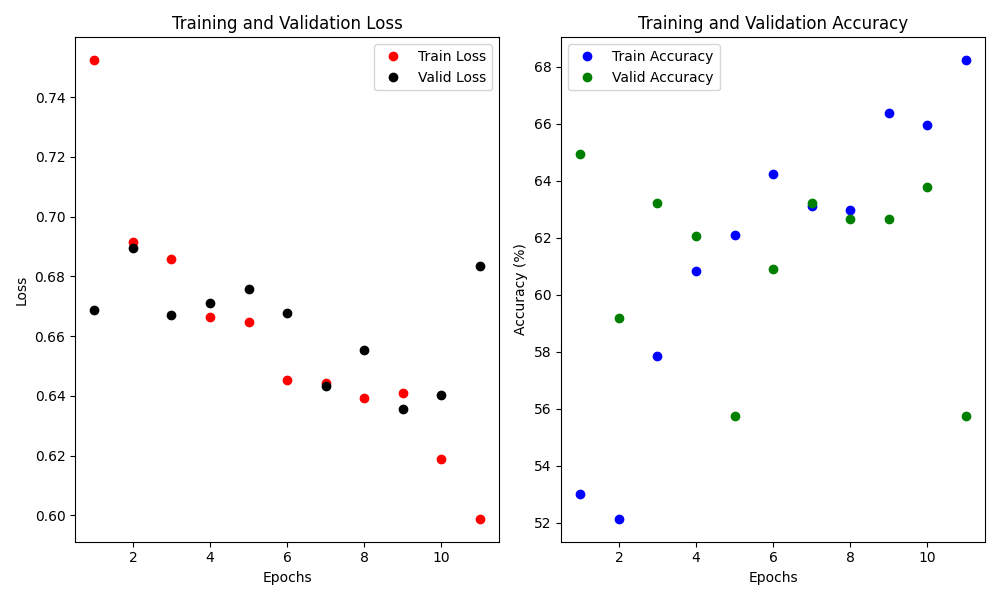 Training and Validation Loss
Train Loss
Valid Loss
0.74
0.72
0.70
0.68
0.66
0.64
0.62
0.60
Loss
2 4 6 8 10
Epochs
Training and Validation Accuracy
Train Accuracy
Valid Accuracy
68
66
64
62
60
58
56
54
52
Accuracy (%)
2 4 6 8 10
Epochs